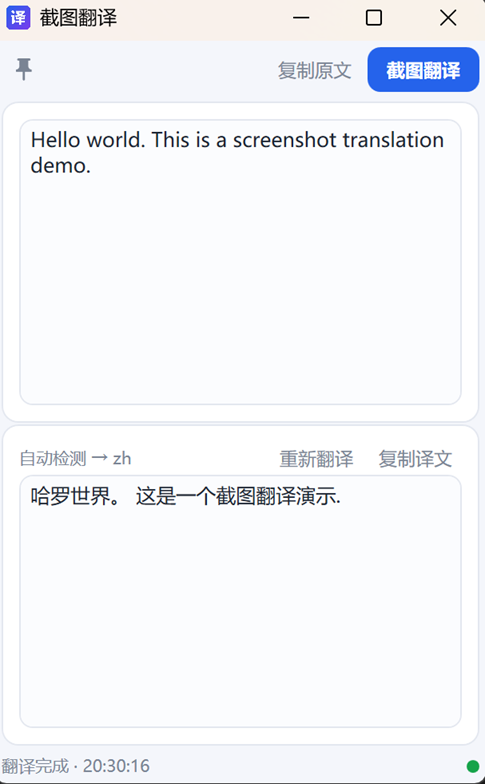 译 截图翻译
复制原文 截图翻译
Hello world. This is a screenshot translation
demo.
自动检测 → zh 重新翻译 复制译文
哈罗世界。 这是一个截图翻译演示.
翻译完成 · 20:30:16